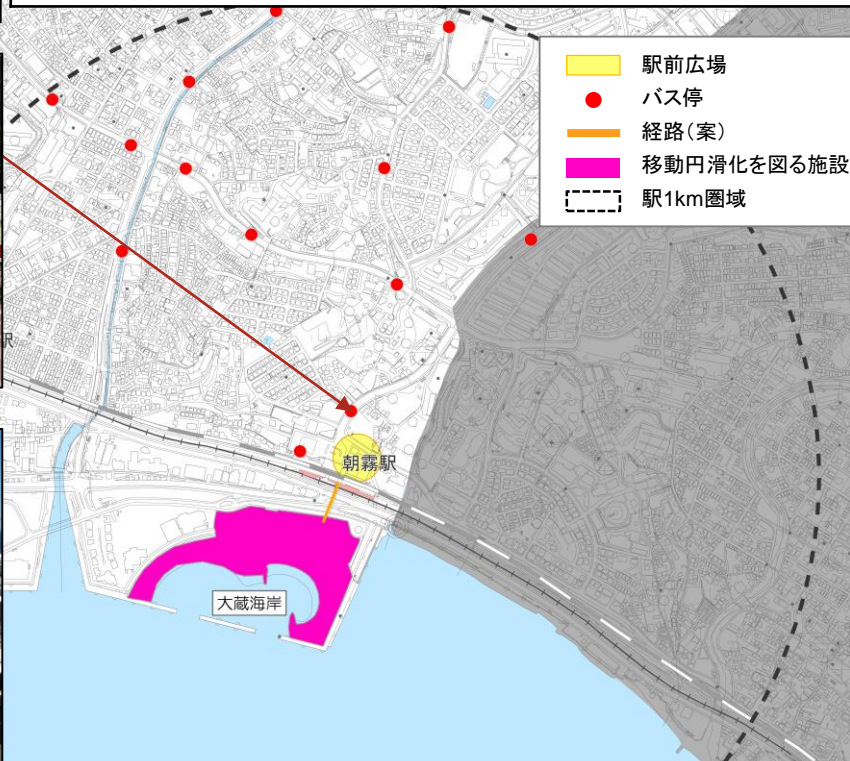 駅前広場
バス停
経路（案）
移動円滑化を図る施設
駅1km圏域
駅
朝霧駅
大蔵海岸